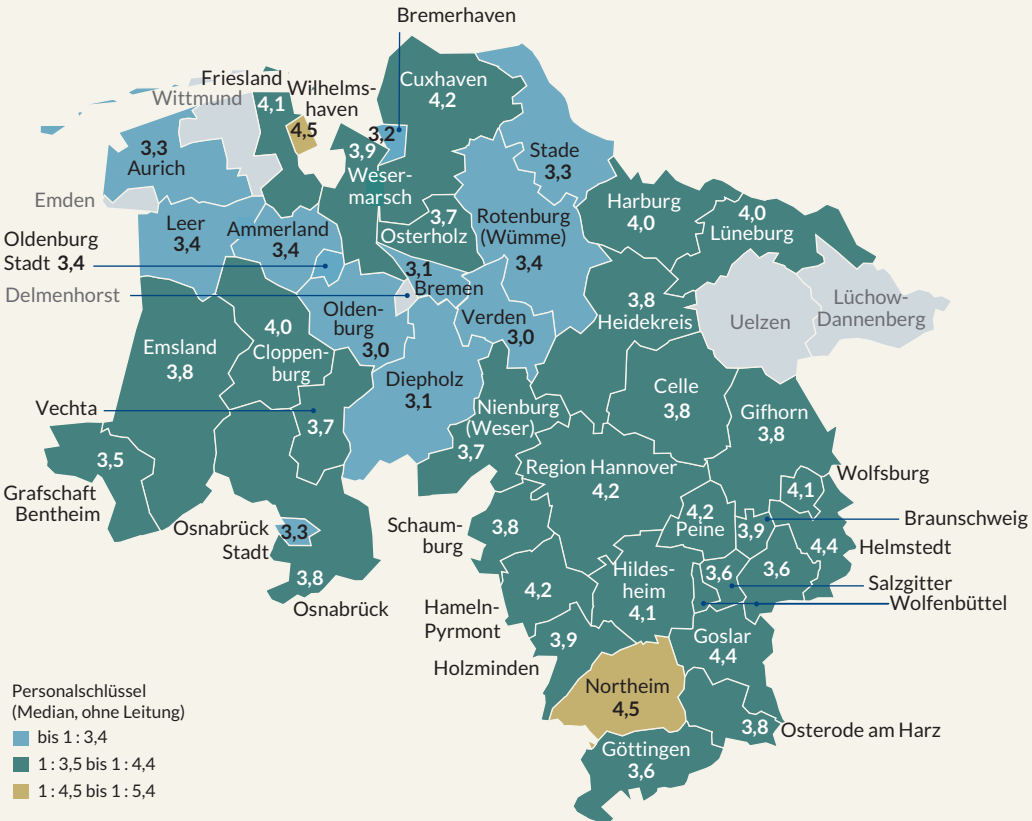 Bremerhaven
3,2
Cuxhaven
4,2
Friesland
4,1
Wilhelms-
haven
4,5
Wittmund
3,3
Aurich
3,9
Weser-
marsch
Stade
3,3
Emden
Harburg
4,0
4,0
Lüneburg
Leer
3,4
Ammerland
3,4
3,7
Osterholz
Rotenburg
(Wümme)
3,4
Oldenburg
Stadt 3,4
Delmenhorst
3,1
Bremen
Olden-
burg
3,0
Verden
3,0
3,8
Heidekreis
Uelzen
Lüchow-
Dannenberg
Emsland
3,8
4,0
Cloppen-
burg
Diepholz
3,1
Celle
3,8
Gifhorn
3,8
Vechta
3,7
Nienburg
(Weser)
3,7
3,5
Grafschaft
Bentheim
Region Hannover
4,2
Wolfsburg
4,1
Osnabrück
Stadt
3,3
3,8
Osnabrück
Schaum-
burg
3,8
4,2
Peine
3,9
Braunschweig
4,4
Helmstedt
Hameln-
Pyrmont
4,2
Hildes-
heim
4,1
3,6
3,6
Salzgitter
Wolfenbüttel
3,9
Holzminden
Goslar
4,4
Northeim
4,5
3,8
Osterode am Harz
Göttingen
3,6
Personalschlüssel
(Median, ohne Leitung)
bis 1 : 3,4
1 : 3,5 bis 1 : 4,4
1 : 4,5 bis 1 : 5,4